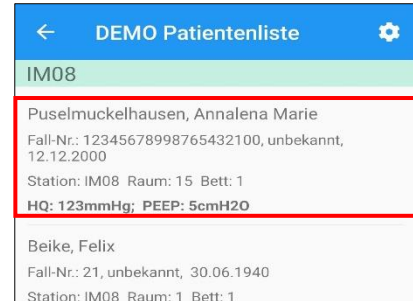 DEMO Patientenliste
IM08
Puselmuckelhausen, Annalena Marie
Fall-Nr.: 12345678998765432100, unbekannt,
12.12.2000
Station: IM08 Raum: 15 Bett: 1
HQ: 123mmHg; PEEP: 5cmH2O
Beike, Felix
Fall-Nr.: 21, unbekannt, 30.06.1940
Station: IM08 Raum: 1 Bett: 1